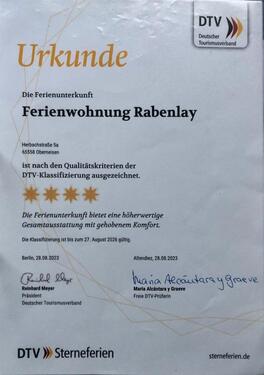 DTV
Deutscher
Tourismusverband
Urkunde
Die Ferienunterkunft
Ferienwohnung Rabenlay
Herbachstraße 5a
65558 Oberneisen
ist nach den Qualitätskriterien der
DTV-Klassifizierung ausgezeichnet.
Die Ferienunterkunft bietet eine höherwertige
Gesamtausstattung mit gehobenem Komfort.
Die Klassifizierung ist bis zum 27. August 2026 gültig.
Berlin, 28.08.2023
Altendiez, 28.08.2023
Maria Alcántara y Graeve
Reinhard Meyer
Präsident
Deutscher Tourismusverband
Maria Alcántara y Graeve
Freie DTV-Prüferin
DTV Sterneferien
sterneferien.de